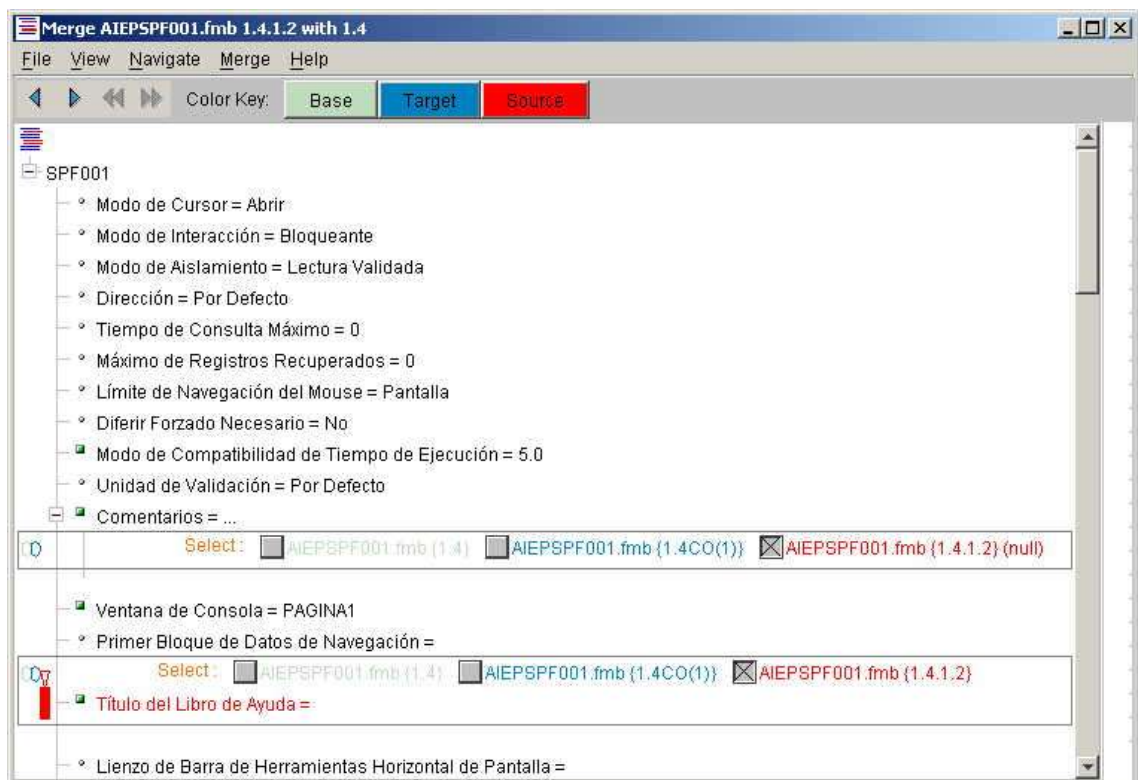 Merge AIEPSPF001.fmb 1.4.1.2 with 1.4
File View Navigate Merge Help
Color Key: Base Target Source
SPF001
Modo de Cursor = Abrir
Modo de Interacción = Bloqueante
Modo de Aislamiento = Lectura Validada
Dirección = Por Defecto
Tiempo de Consulta Máximo = 0
Máximo de Registros Recuperados = 0
Límite de Navegación del Mouse = Pantalla
Diferir Forzado Necesario = No
Modo de Compatibilidad de Tiempo de Ejecución = 5.0
Unidad de Validación = Por Defecto
Comentarios = ...
Select: AIEPSPF001.fmb {1.4} AIEPSPF001.fmb {1.4CO(1)} AIEPSPF001.fmb {1.4.1.2} (null)
Ventana de Consola = PAGINA1
Primer Bloque de Datos de Navegación =
Select: AIEPSPF001.fmb {1.4} AIEPSPF001.fmb {1.4CO(1)} AIEPSPF001.fmb {1.4.1.2}
Título del Libro de Ayuda =
Lienzo de Barra de Herramientas Horizontal de Pantalla =